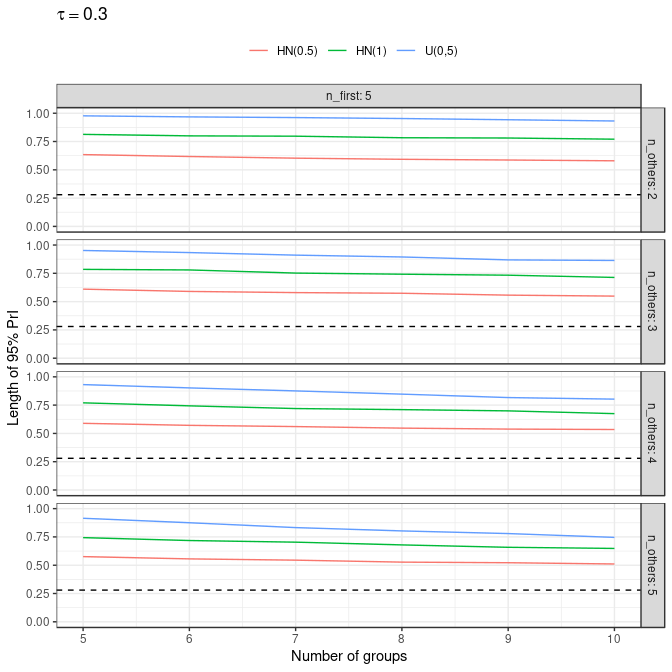 τ = 0.3
HN(0.5) HN(1) U(0,5)
n_first: 5
1.00
0.75
0.50
0.25
0.00
n_others: 2
1.00
0.75
0.50
0.25
0.00
n_others: 3
1.00
0.75
0.50
0.25
0.00
n_others: 4
1.00
0.75
0.50
0.25
0.00
n_others: 5
Length of 95% PrI
5 6 7 8 9 10
Number of groups